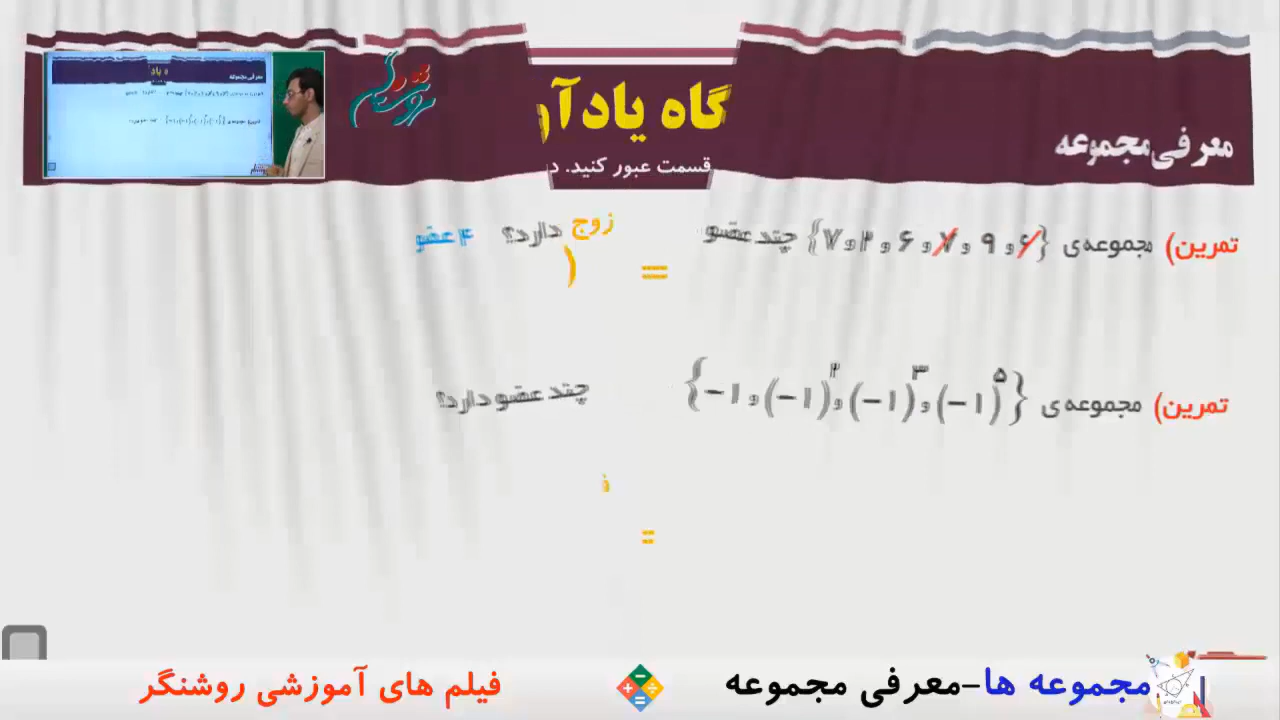 گاه یادآ
قسمت عبور کنید.
معرفی مجموعه
روشنگر
تمرین) مجموعه‌ی {۷ و ۲ و ۶ و ۷ و ۹ و ۶} چند عضو زوج دارد؟ ۴ عضو
(
=
تمرین) مجموعه‌ی {−۱ و (−۱)^۲ و (−۱)^۳ و (−۱)^۵} چند عضو دارد؟
=
مجموعه ها-معرفی مجموعه
فیلم های آموزشی روشنگر